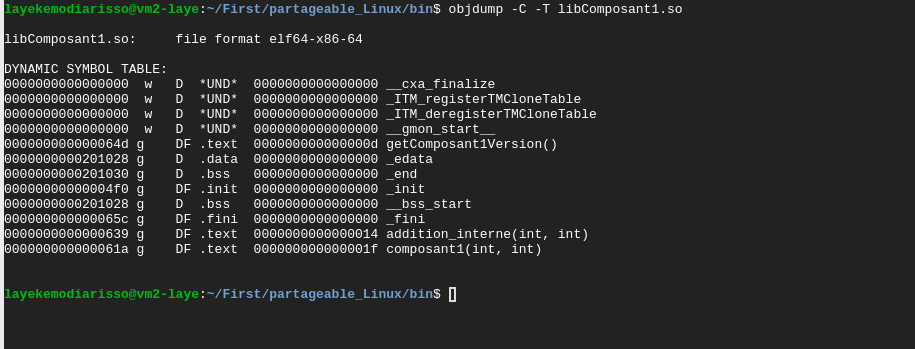 layekemodiarisso@vm2-laye:~/First/partageable_Linux/bin$ objdump -C -T libComposant1.so
libComposant1.so:     file format elf64-x86-64
DYNAMIC SYMBOL TABLE:
0000000000000000  w   D  *UND*  0000000000000000 __cxa_finalize
0000000000000000  w   D  *UND*  0000000000000000 _ITM_registerTMCloneTable
0000000000000000  w   D  *UND*  0000000000000000 _ITM_deregisterTMCloneTable
0000000000000000  w   D  *UND*  0000000000000000 __gmon_start__
000000000000064d g    DF .text  000000000000000d getComposant1Version()
0000000000201028 g    D  .data  0000000000000000 _edata
0000000000201030 g    D  .bss   0000000000000000 _end
00000000000004f0 g    DF .init  0000000000000000 _init
0000000000201028 g    D  .bss   0000000000000000 __bss_start
000000000000065c g    DF .fini  0000000000000000 _fini
0000000000000639 g    DF .text  0000000000000014 addition_interne(int, int)
000000000000061a g    DF .text  000000000000001f composant1(int, int)
layekemodiarisso@vm2-laye:~/First/partageable_Linux/bin$